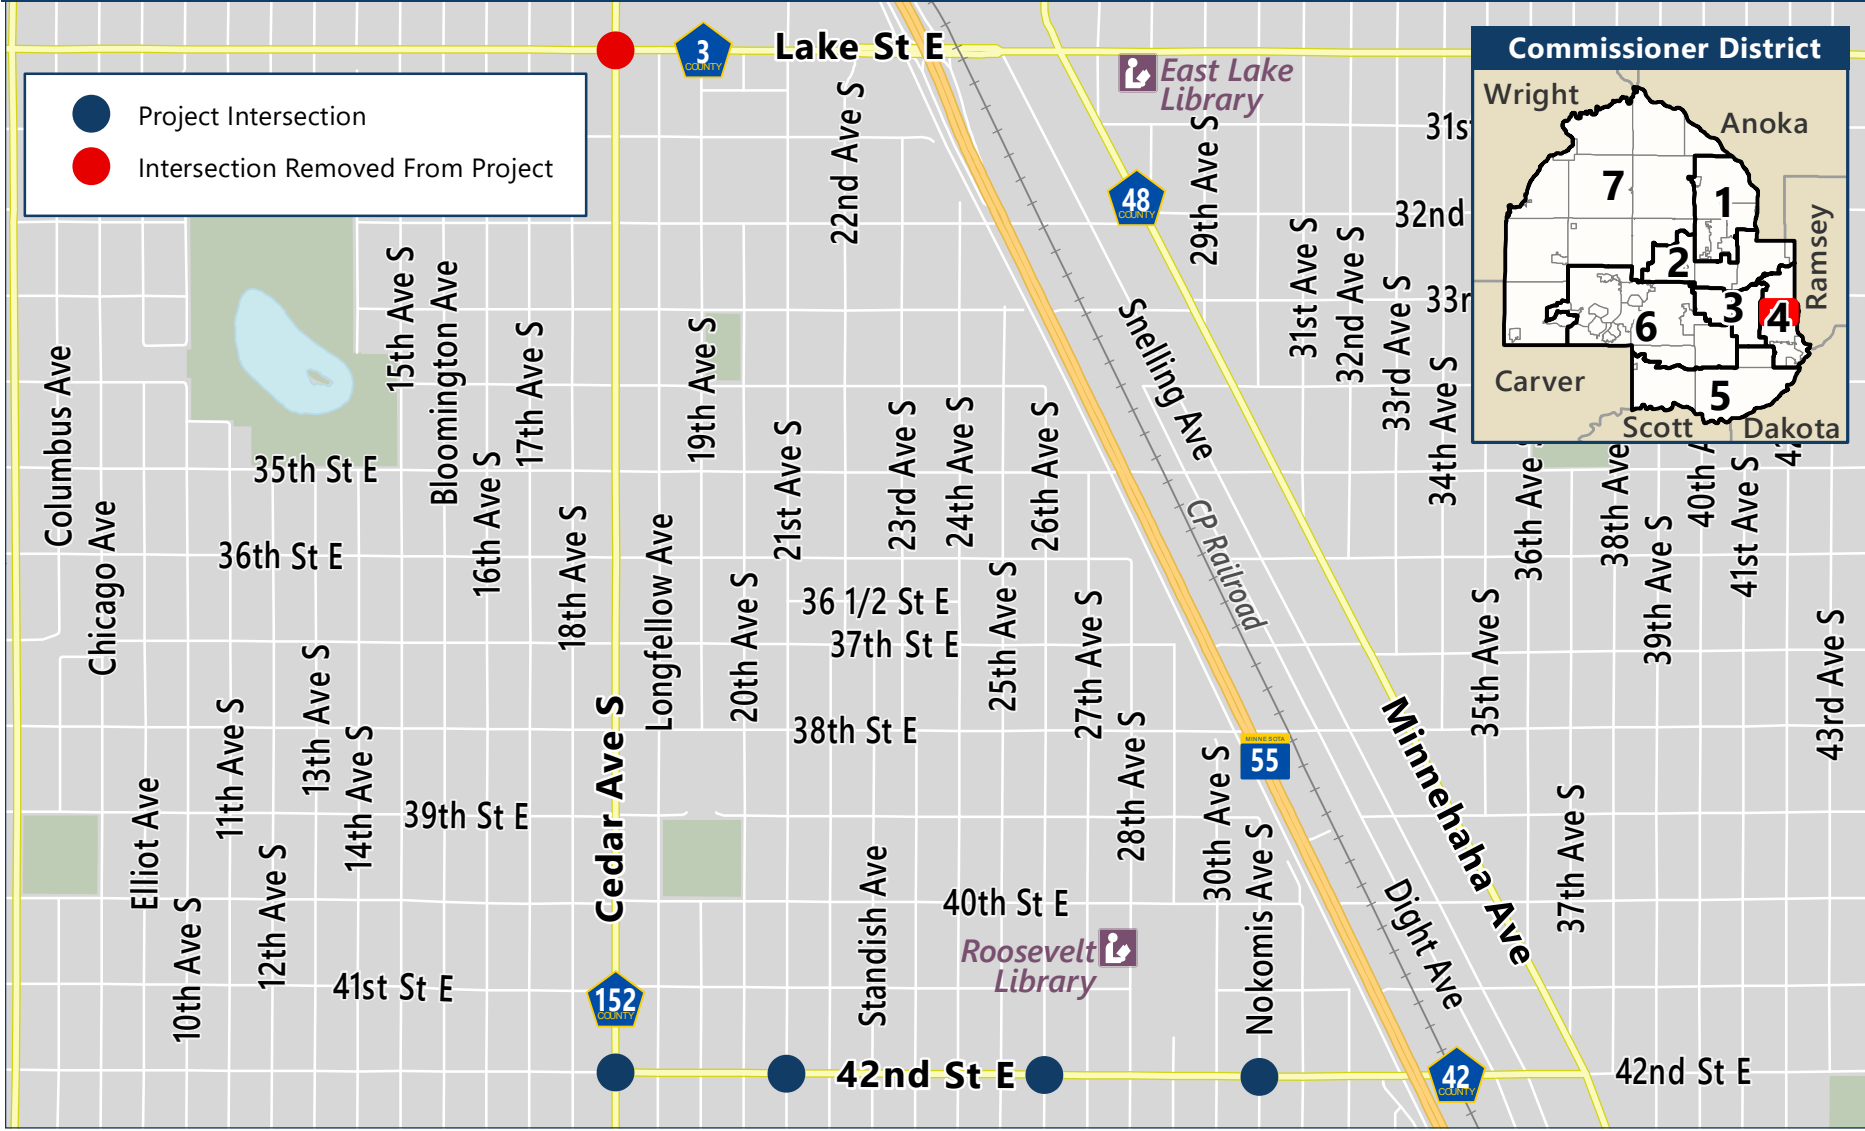 3
COUNTY
Lake St E
East Lake
Library
Project Intersection
Intersection Removed From Project
Commissioner District
Wright
Anoka
7
1
2
3
4
6
5
Ramsey
Carver
Scott
Dakota
22nd Ave S
48
COUNTY
29th Ave S
31st
32nd
33r
31st Ave S
32nd Ave S
33rd Ave S
34th Ave S
Snelling Ave
15th Ave S
Bloomington Ave
17th Ave S
19th Ave S
Columbus Ave
Chicago Ave
35th St E
36th St E
16th Ave S
18th Ave S
Longfellow Ave
21st Ave S
23rd Ave S
24th Ave S
26th Ave S
CP Railroad
36th Ave S
38th Ave
40th A
41st Ave S
42
39th Ave S
36 1/2 St E
37th St E
20th Ave S
25th Ave S
27th Ave S
35th Ave S
43rd Ave S
Cedar Ave S
38th St E
28th Ave S
MINNESOTA
55
Minnehaha Ave
13th Ave S
11th Ave S
14th Ave S
39th St E
30th Ave S
37th Ave S
Elliot Ave
12th Ave S
10th Ave S
Standish Ave
40th St E
Nokomis Ave S
Dight Ave
Roosevelt
Library
41st St E
152
COUNTY
42nd St E
42
COUNTY
42nd St E